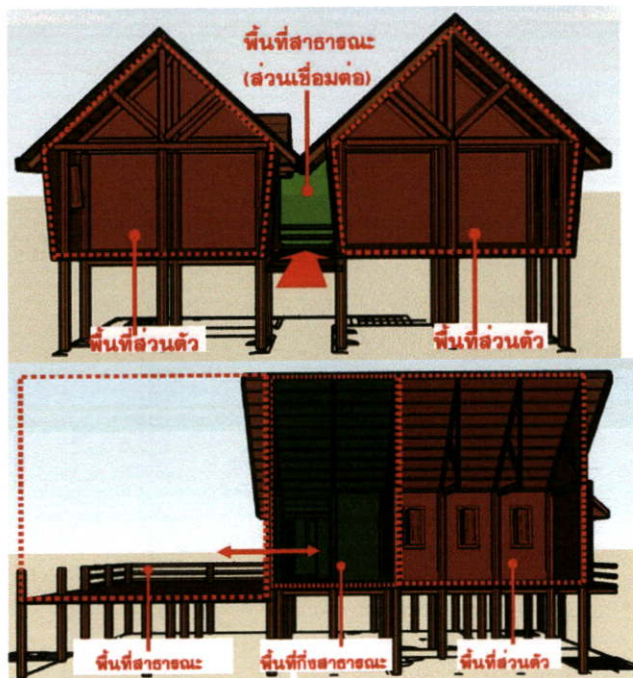 พื้นที่สาธารณะ
(ส่วนเชื่อมต่อ)
พื้นที่ส่วนตัว พื้นที่ส่วนตัว
พื้นที่สาธารณะ พื้นที่กึ่งสาธารณะ พื้นที่ส่วนตัว